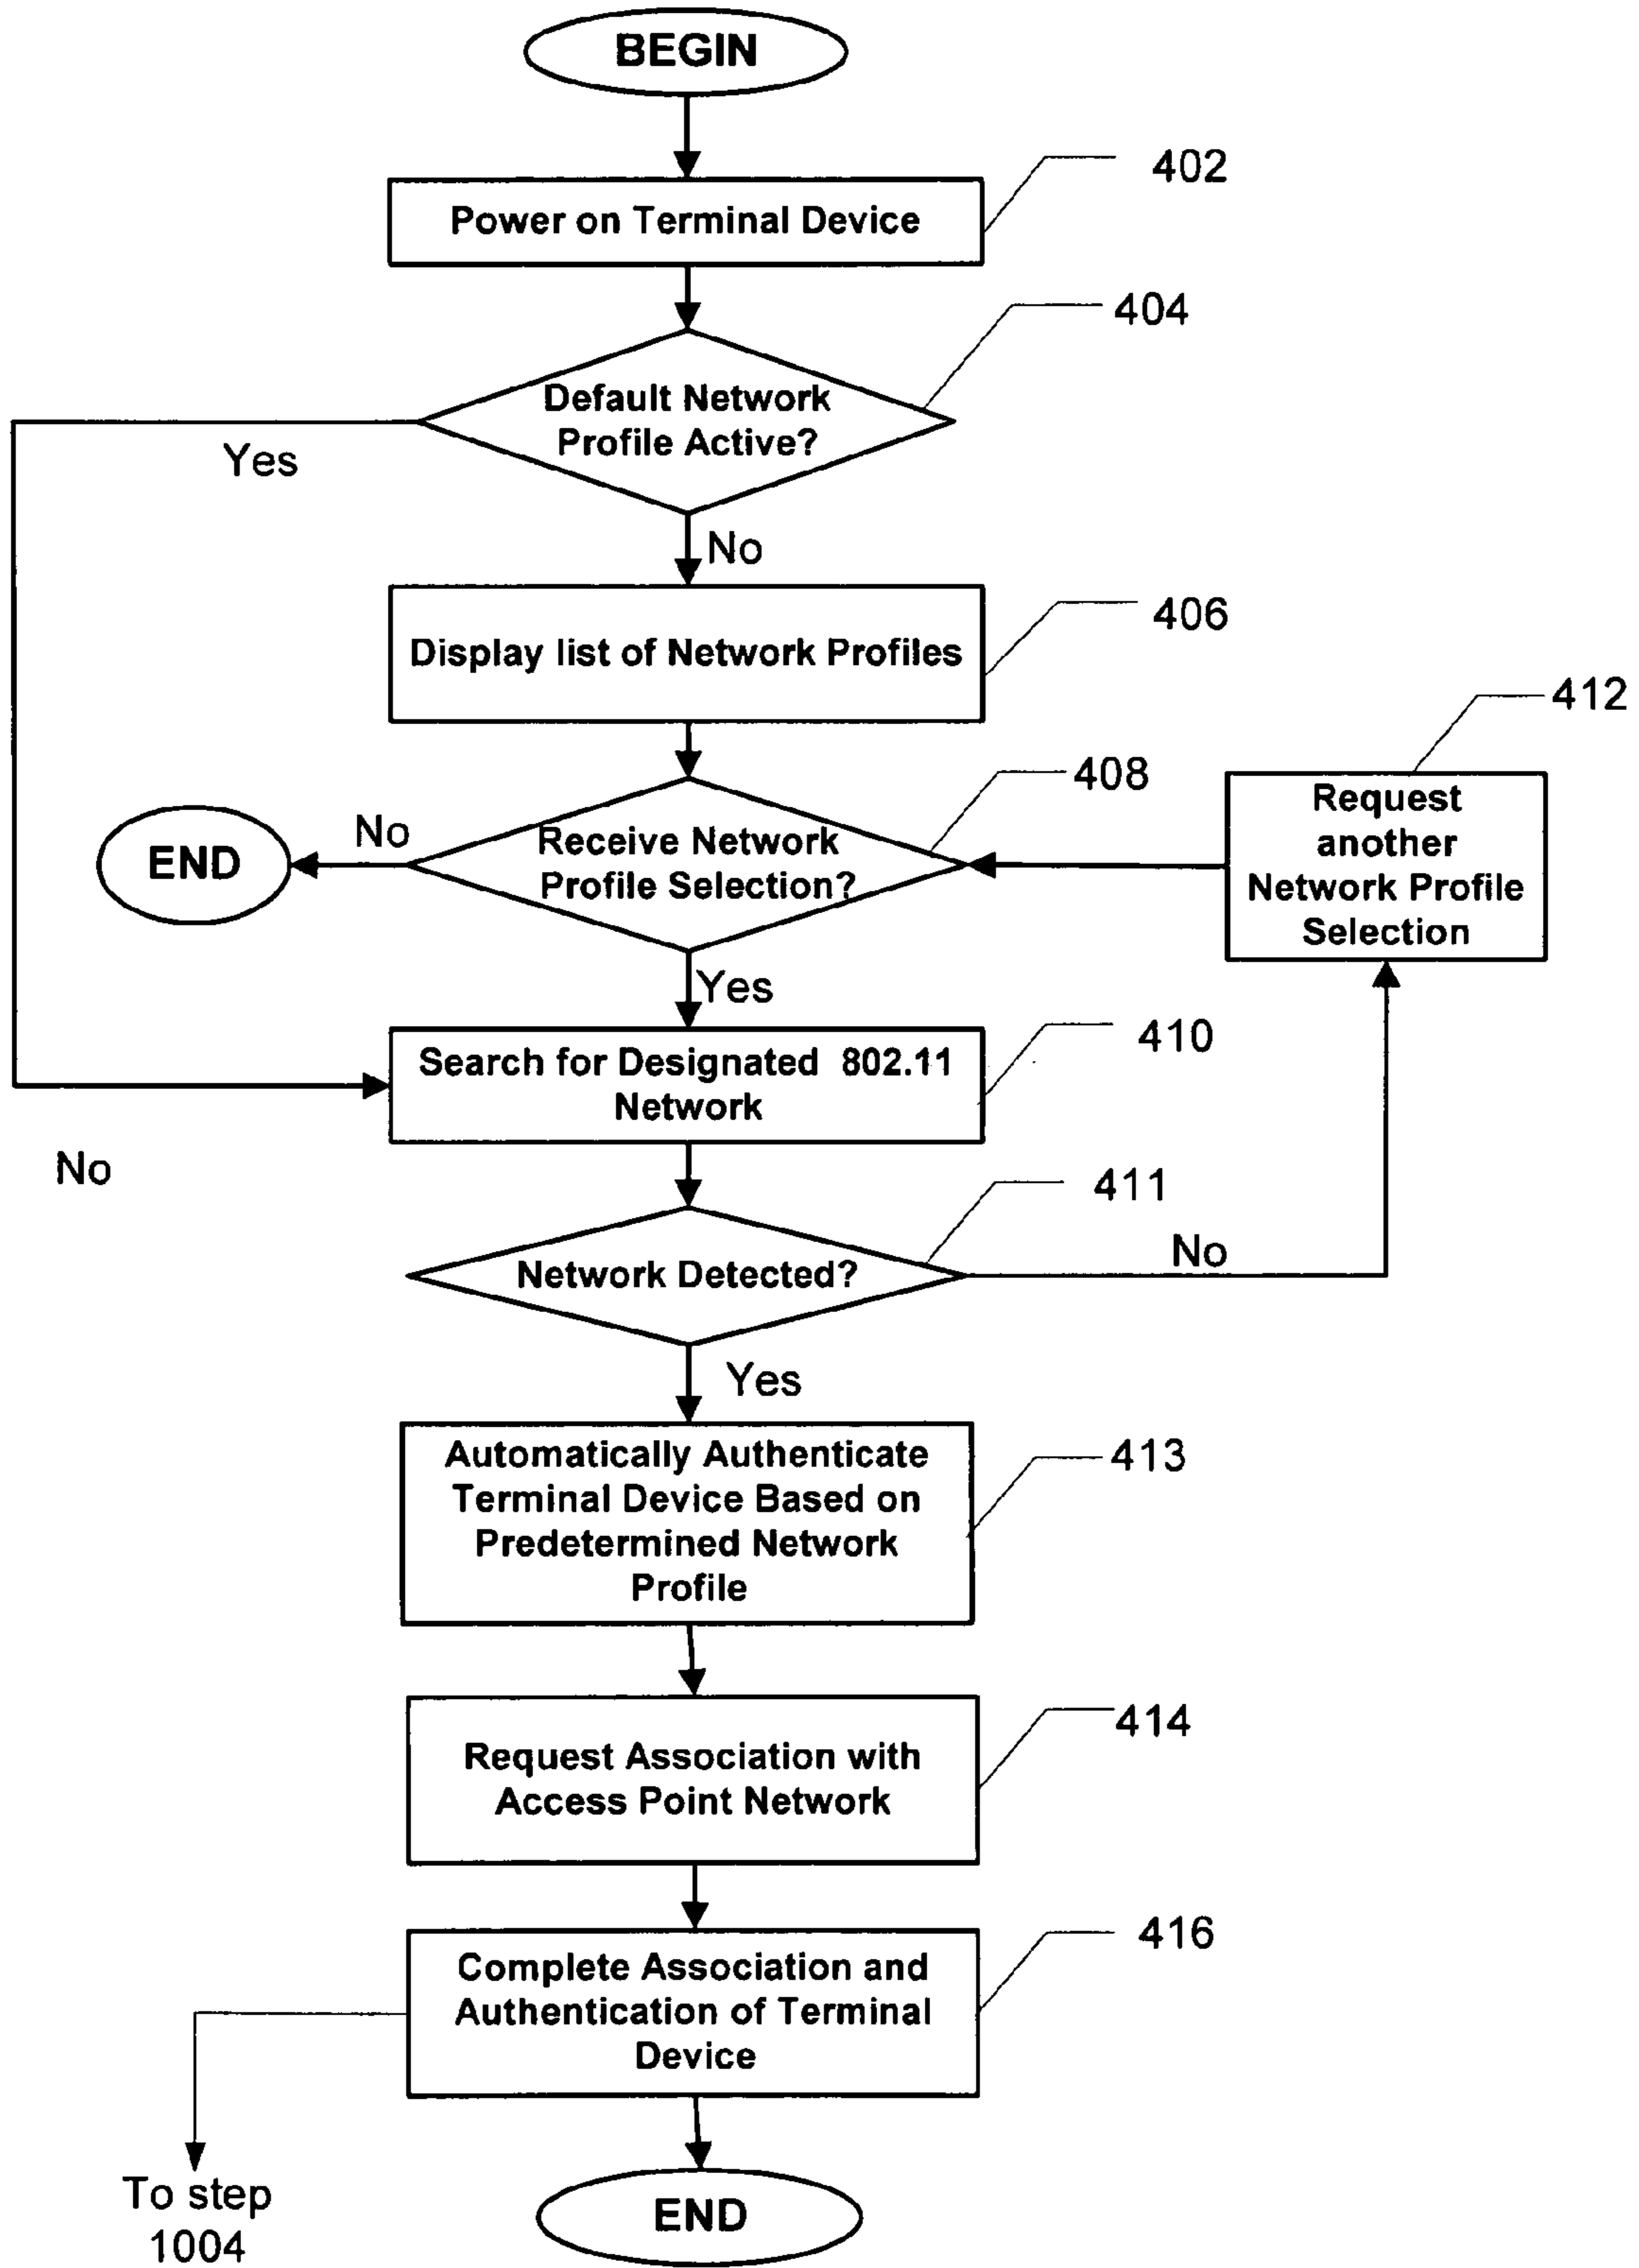 BEGIN
402
Power on Terminal Device
404
Default Network
Profile Active?
Yes
No
406
Display list of Network Profiles
412
408
Request
another
Network Profile
Selection
No
Receive Network
Profile Selection?
END
Yes
410
Search for Designated 802.11
Network
No
411
No
Network Detected?
Yes
413
Automatically Authenticate
Terminal Device Based on
Predetermined Network
Profile
414
Request Association with
Access Point Network
416
Complete Association and
Authentication of Terminal
Device
To step
1004
END